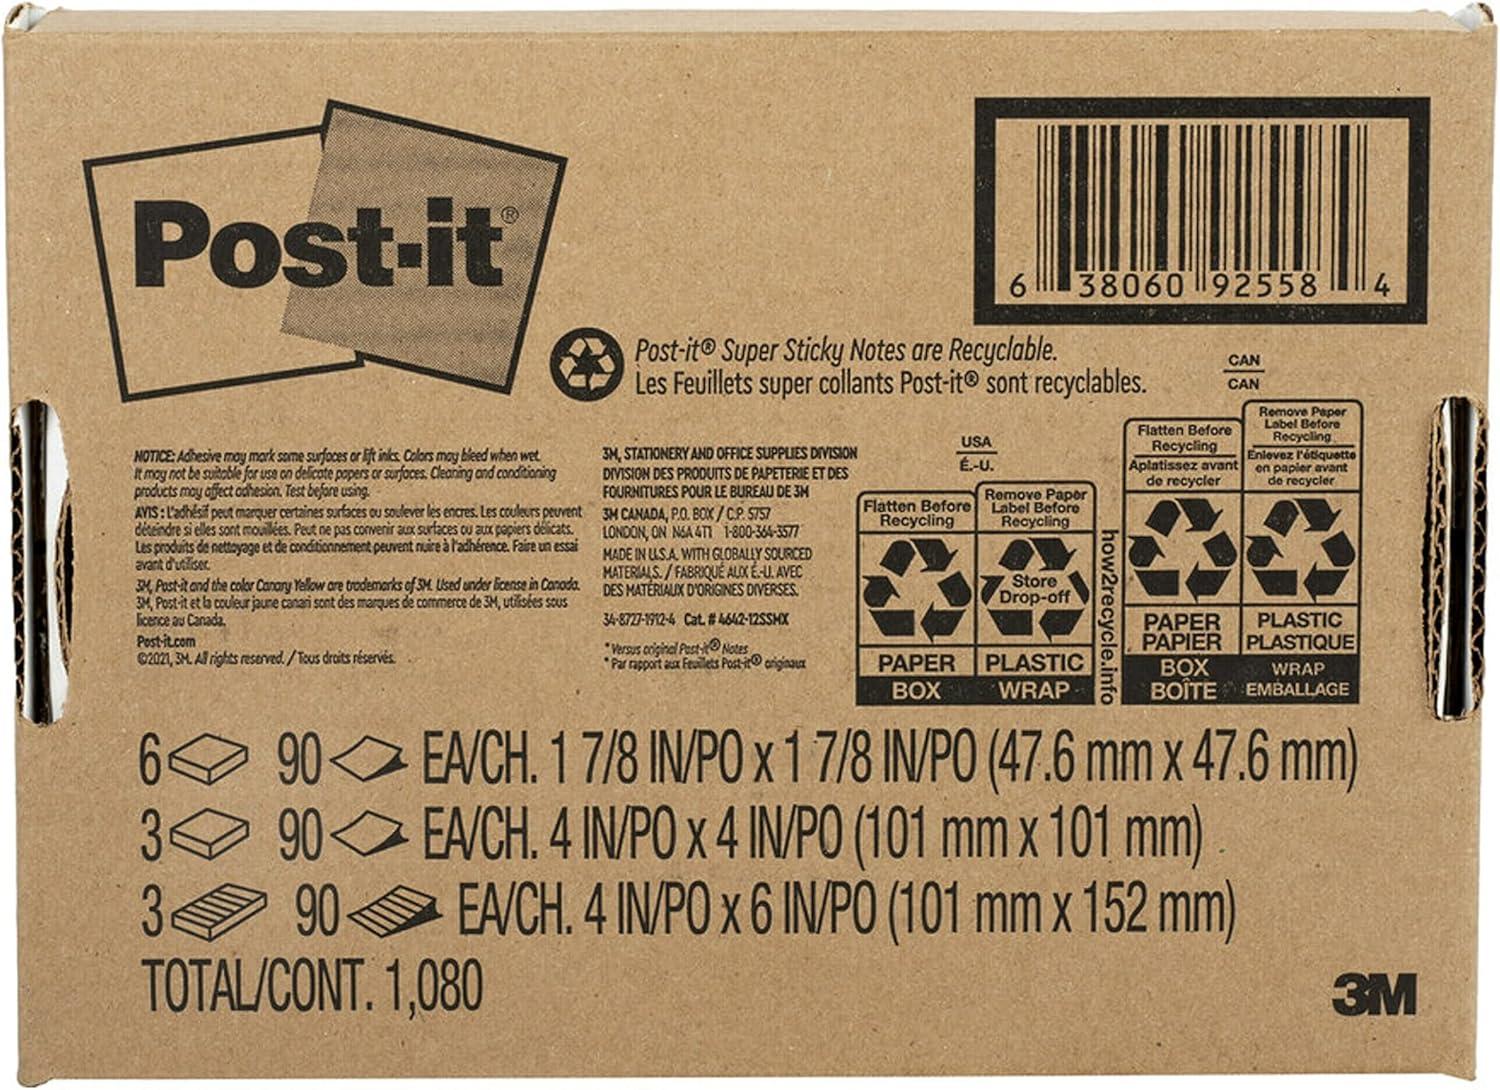 Post-it®
6 38060 92558 4
Post-it® Super Sticky Notes are Recyclable.
Les Feuillets super collants Post-it® sont recyclables.
NOTICE: Adhesive may mark some surfaces or lift inks. Colors may bleed when wet.
It may not be suitable for use on delicate papers or surfaces. Cleaning and conditioning
products may affect adhesion. Test before using.
AVIS : L'adhésif peut marquer certaines surfaces ou soulever les encres. Les couleurs peuvent
déteindre si elles sont mouillées. Peut ne pas convenir aux surfaces ou aux papiers délicats.
Les produits de nettoyage et de conditionnement peuvent nuire à l'adhérence. Faire un essai
avant d'utiliser.
3M, Post-it and the color Canary Yellow are trademarks of 3M. Used under license in Canada.
3M, Post-it et la couleur jaune canari sont des marques de commerce de 3M, utilisées sous
licence au Canada.
Post-it.com
©2021, 3M. All rights reserved. / Tous droits réservés.
3M, STATIONERY AND OFFICE SUPPLIES DIVISION
DIVISION DES PRODUITS DE PAPETERIE ET DES
FOURNITURES POUR LE BUREAU DE 3M
3M CANADA, P.O. BOX / C.P. 5757
LONDON, ON N6A 4T1 1-800-364-3577
MADE IN U.S.A. WITH GLOBALLY SOURCED
MATERIALS. / FABRIQUÉ AUX É.-U. AVEC
DES MATÉRIAUX D'ORIGINES DIVERSES.
34-8727-1912-4 Cat. # 4642-12SSMX
* Versus original Post-it® Notes
* Par rapport aux Feuillets Post-it® originaux
USA
É.-U.
Flatten Before
Recycling
PAPER
BOX
Remove Paper
Label Before
Recycling
Store
Drop-off
PLASTIC
WRAP
how2recycle.info
CAN
CAN
Flatten Before
Recycling
Aplatissez avant
de recycler
PAPER
PAPIER
BOX
BOÎTE
Remove Paper
Label Before
Recycling
Enlevez l'étiquette
en papier avant
de recycler
PLASTIC
PLASTIQUE
WRAP
EMBALLAGE
6 90 EA/CH. 1 7/8 IN/PO x 1 7/8 IN/PO (47.6 mm x 47.6 mm)
3 90 EA/CH. 4 IN/PO x 4 IN/PO (101 mm x 101 mm)
3 90 EA/CH. 4 IN/PO x 6 IN/PO (101 mm x 152 mm)
TOTAL/CONT. 1,080
3M